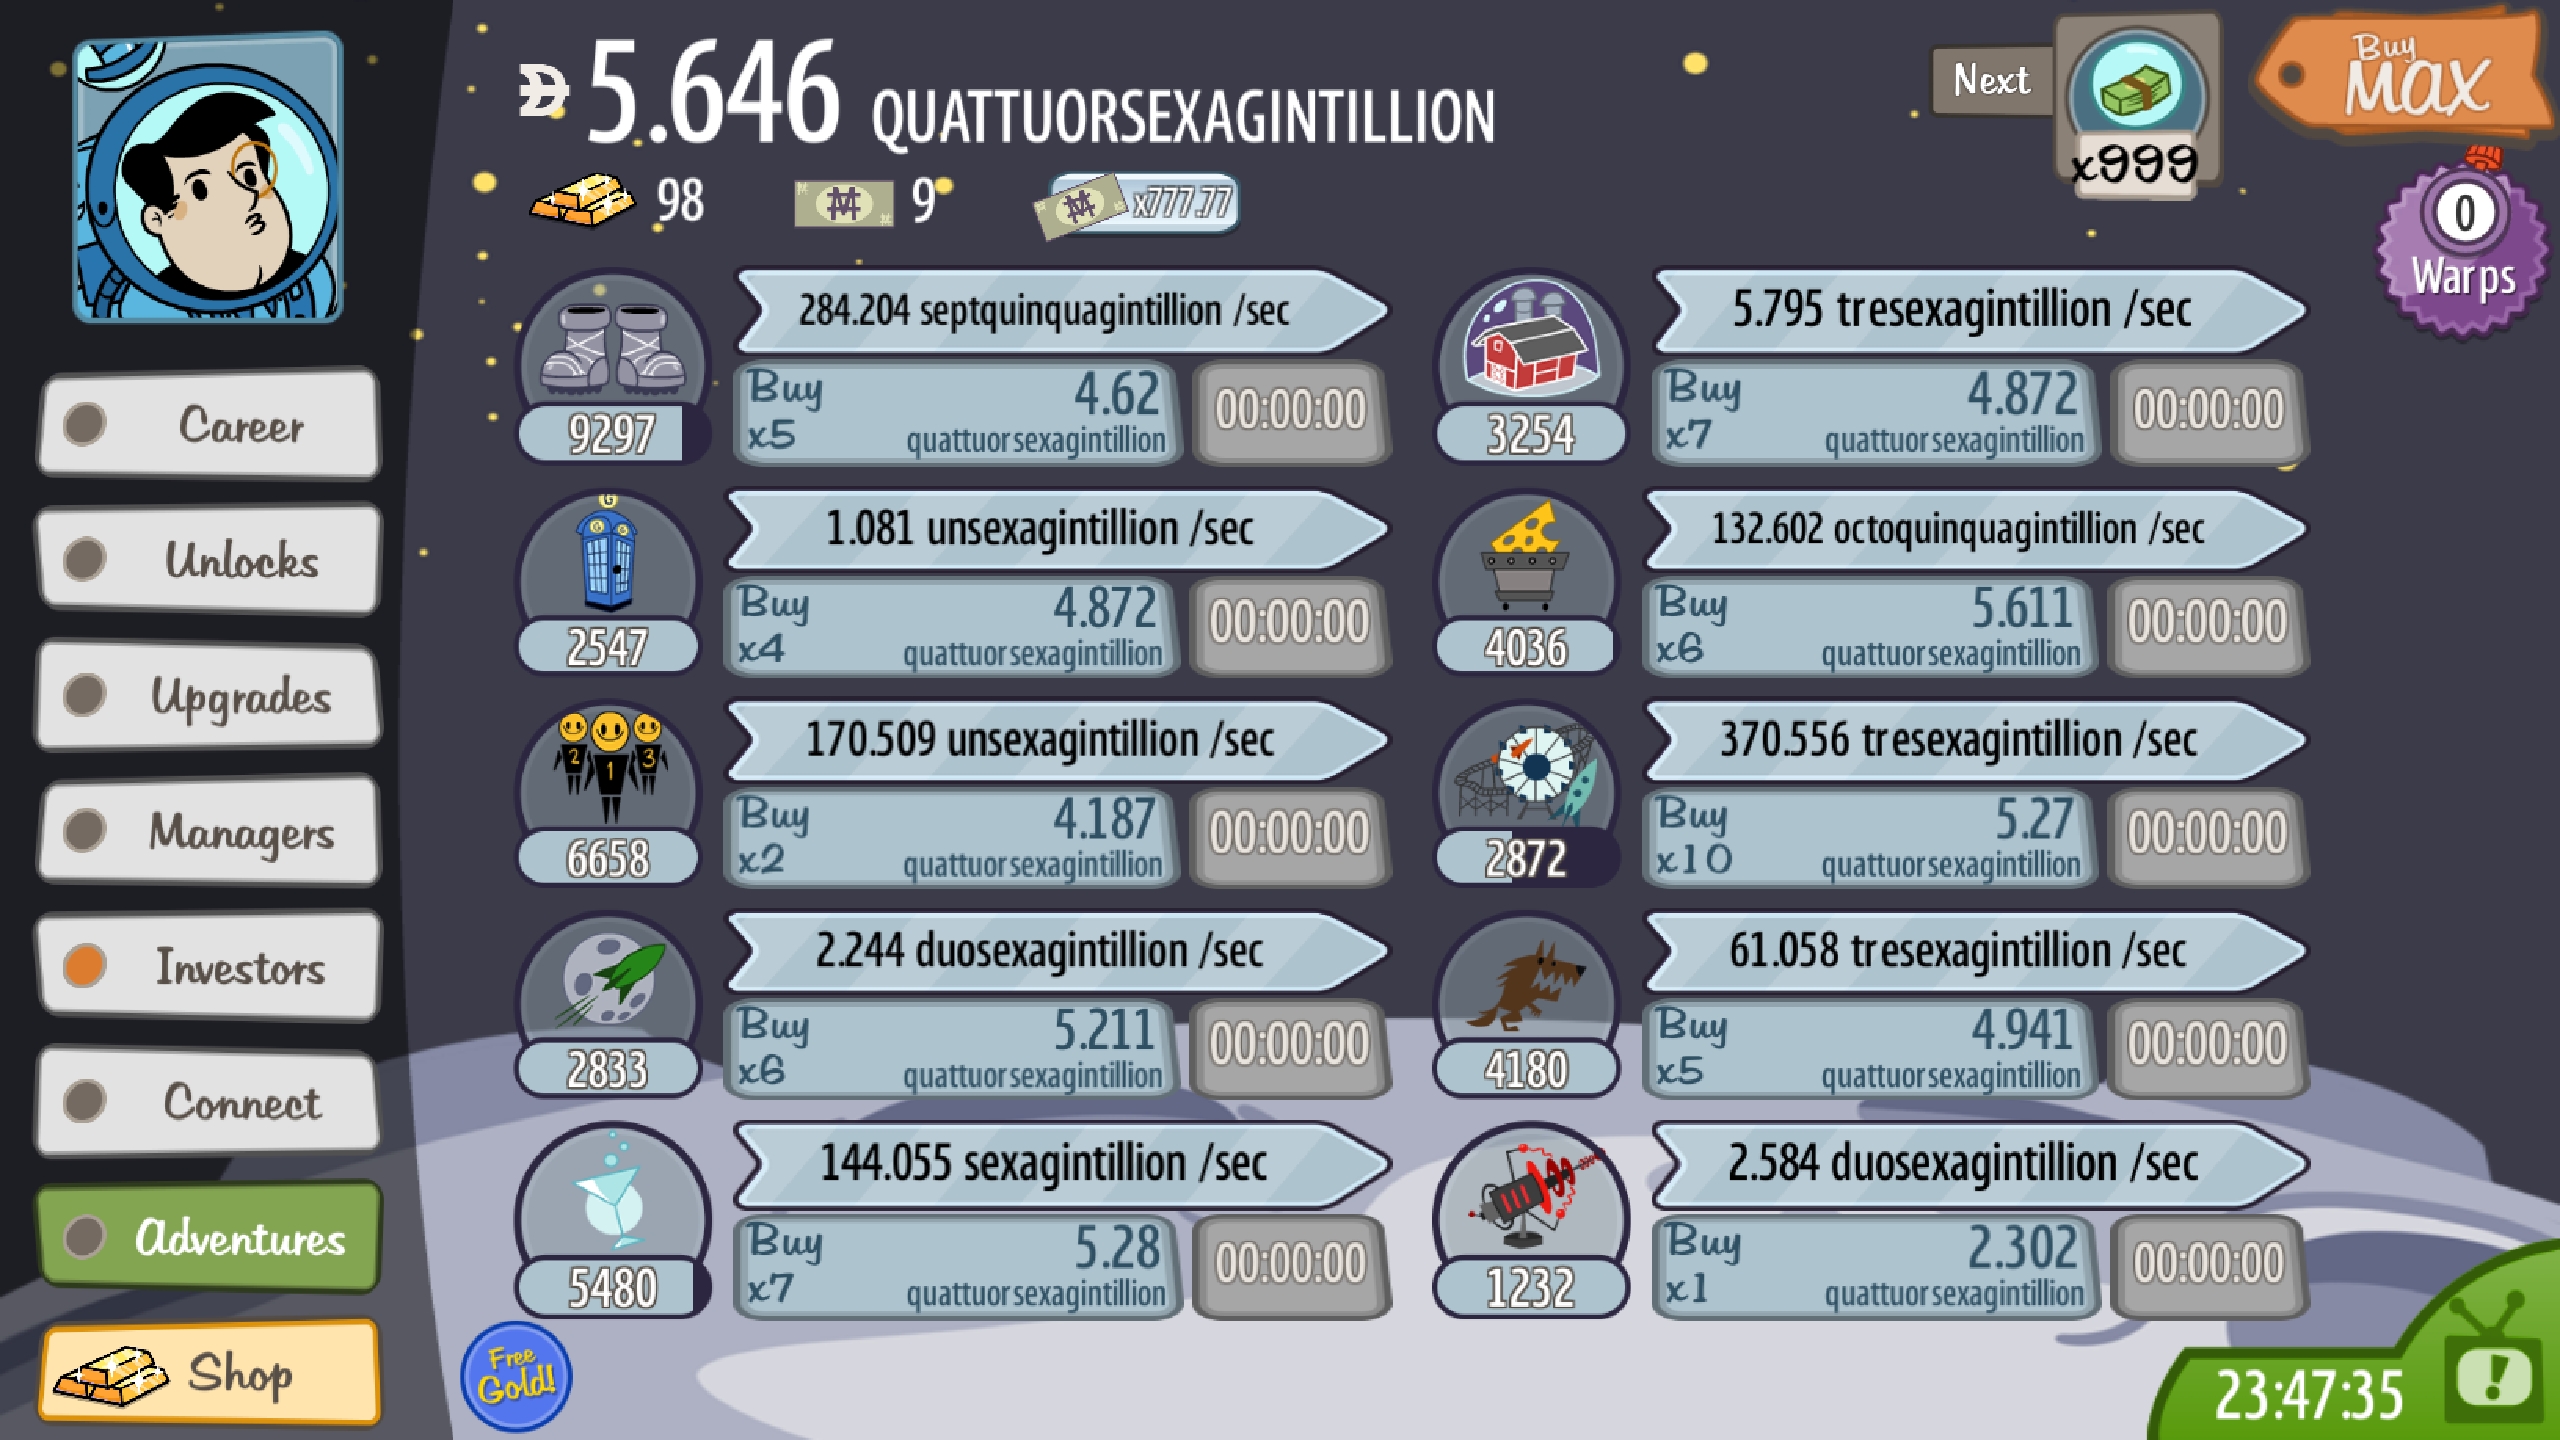 5.646 QUATTUORSEXAGINTILLION
98
9
x777.77
Next
x999
Buy
MAX
0
Warps
Career
Unlocks
Upgrades
Managers
Investors
Connect
Adventures
Shop
284.204 septquinquagintillion /sec
9297
Buy x5
4.62
quattuorsexagintillion
00:00:00
5.795 tresexagintillion /sec
3254
Buy x7
4.872
quattuorsexagintillion
00:00:00
G
G G
1.081 unsexagintillion /sec
2547
Buy x4
4.872
quattuorsexagintillion
00:00:00
132.602 octoquinquagintillion /sec
4036
Buy x6
5.611
quattuorsexagintillion
00:00:00
2 1 3
170.509 unsexagintillion /sec
6658
Buy x2
4.187
quattuorsexagintillion
00:00:00
370.556 tresexagintillion /sec
2872
Buy x10
5.27
quattuorsexagintillion
00:00:00
2.244 duosexagintillion /sec
2833
Buy x6
5.211
quattuorsexagintillion
00:00:00
61.058 tresexagintillion /sec
4180
Buy x5
4.941
quattuorsexagintillion
00:00:00
144.055 sexagintillion /sec
5480
Buy x7
5.28
quattuorsexagintillion
00:00:00
2.584 duosexagintillion /sec
1232
Buy x1
2.302
quattuorsexagintillion
00:00:00
Free
Gold!
23:47:35
!